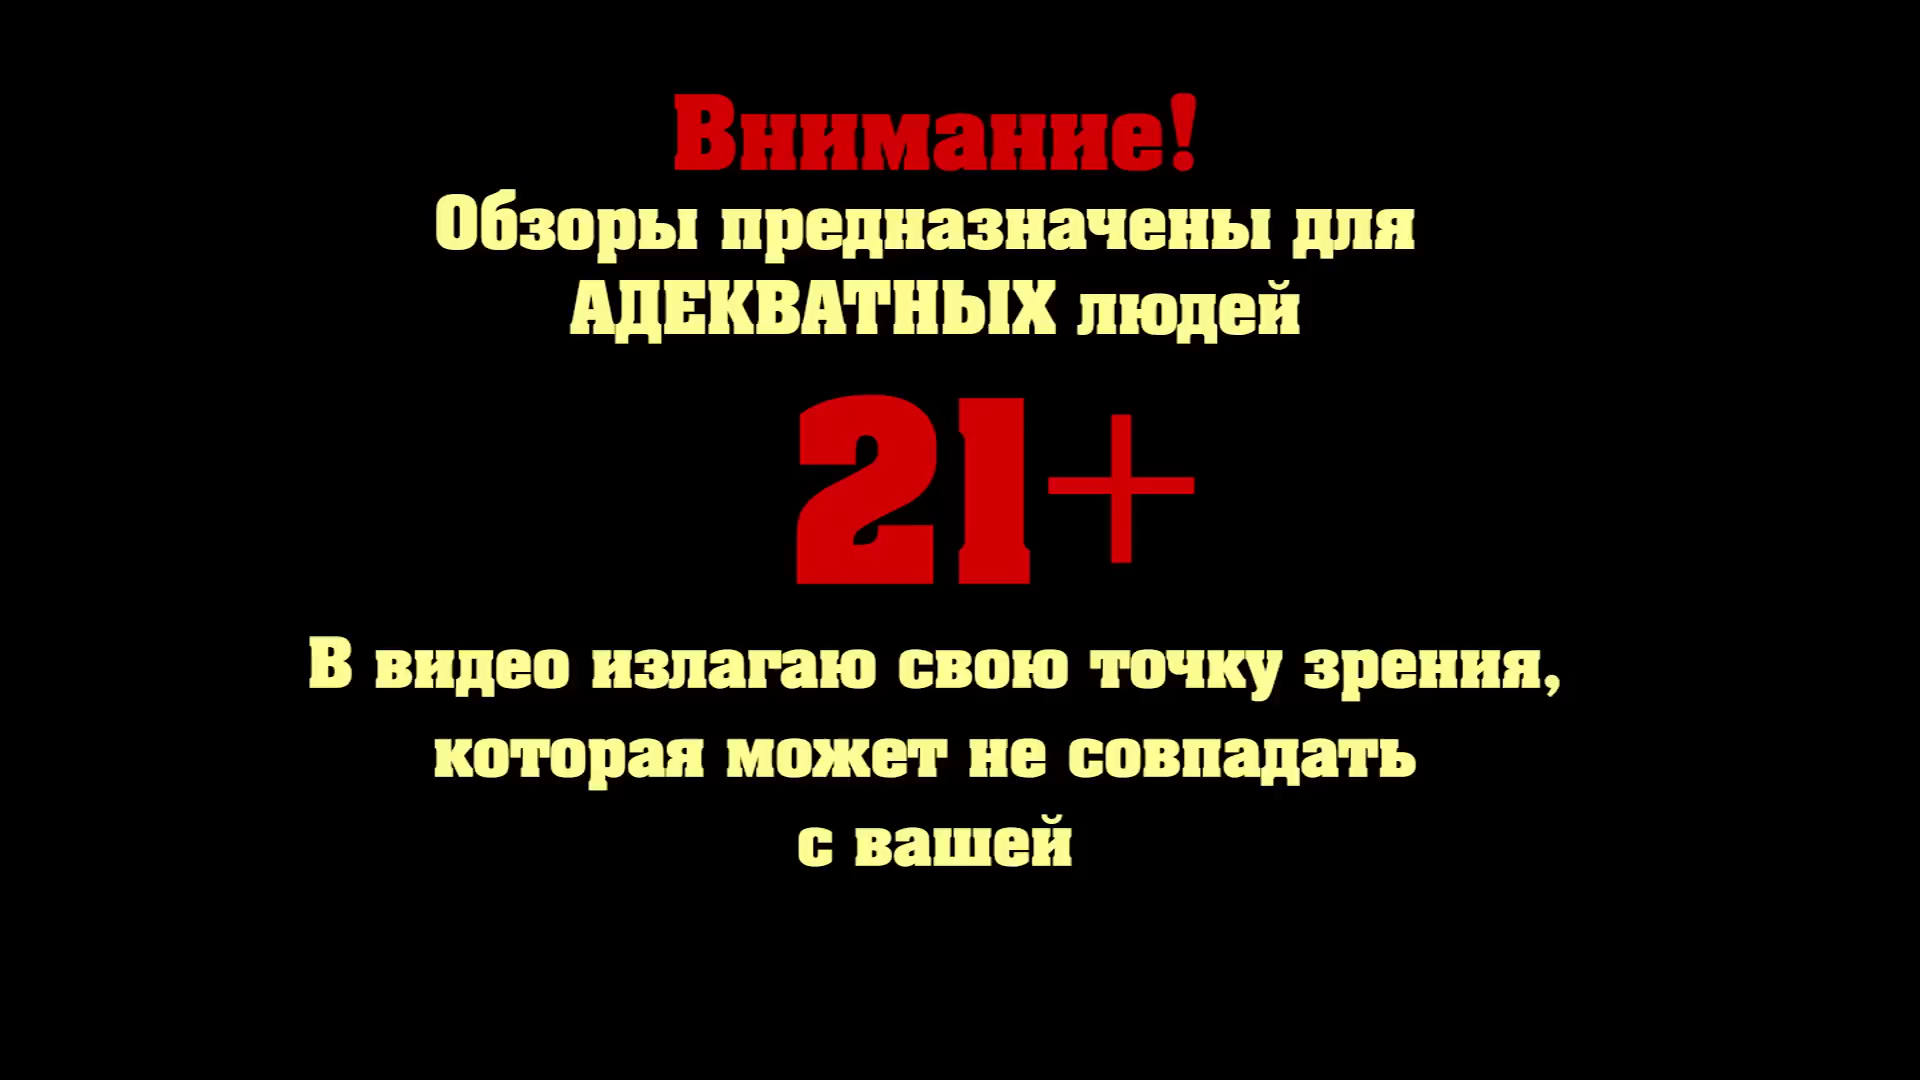 Внимание!
Обзоры предназначены для
АДЕКВАТНЫХ людей
21+
В видео излагаю свою точку зрения,
которая может не совпадать
с вашей